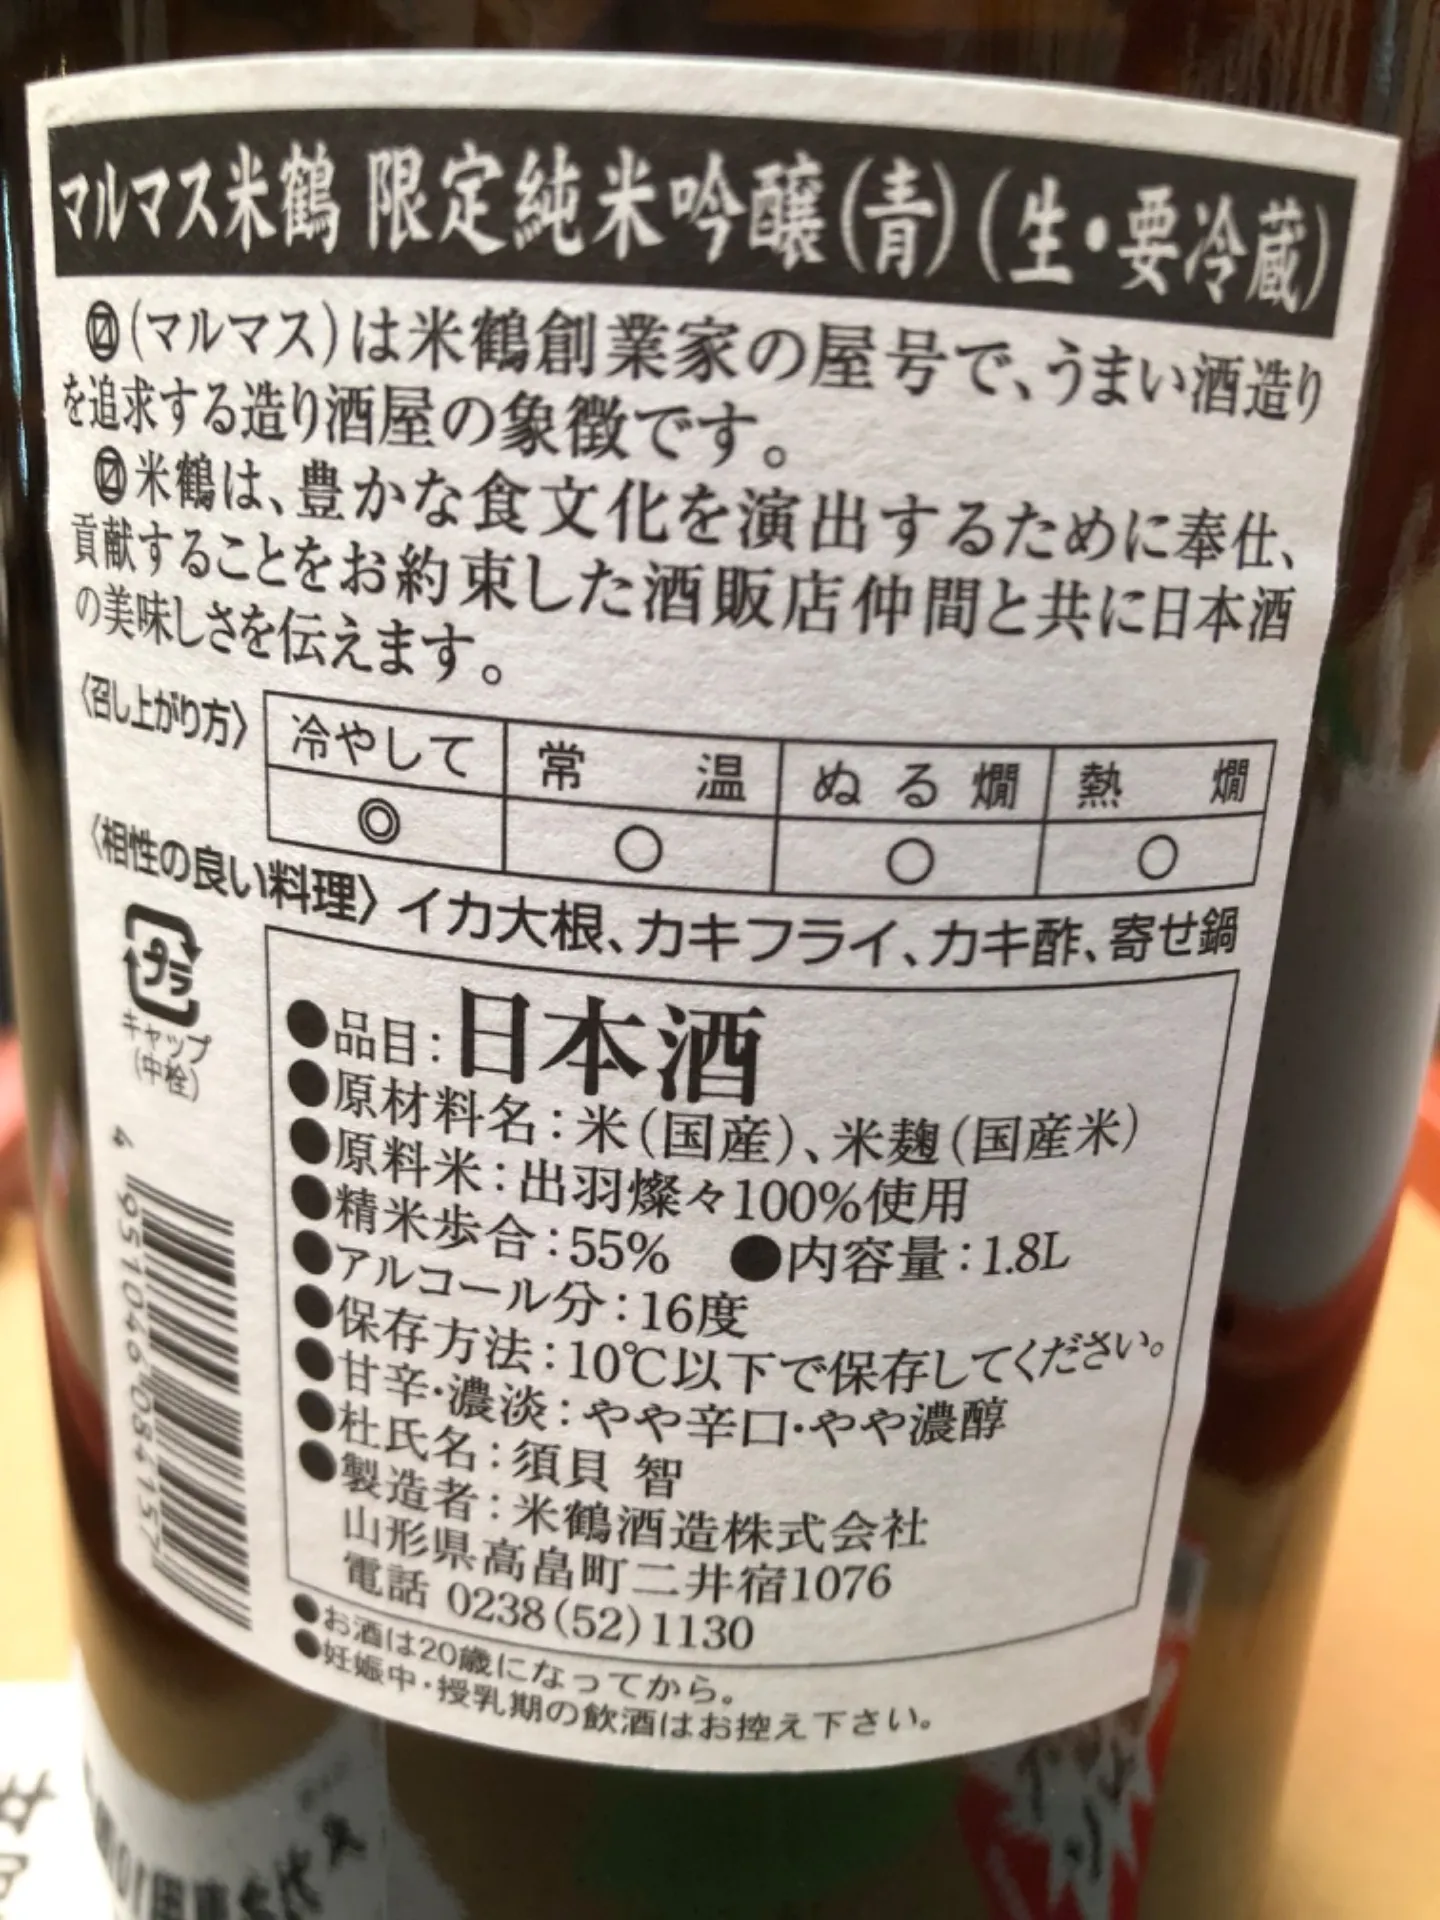 マルマス米鶴 限定純米吟醸(青)(生・要冷蔵)
〼(マルマス)は米鶴創業家の屋号で、うまい酒造り
を追求する造り酒屋の象徴です。
〼米鶴は、豊かな食文化を演出するために奉仕、
貢献することをお約束した酒販店仲間と共に日本酒
の美味しさを伝えます。
〈召し上がり方〉 冷やして 常温 ぬる燗 熱燗
◎ ○ ○ ○
〈相性の良い料理〉イカ大根、カキフライ、カキ酢、寄せ鍋
プラ
キャップ
(中栓)
4 951046 084157
●品目:日本酒
●原材料名:米(国産)、米麹(国産米)
●原料米:出羽燦々100%使用
●精米歩合:55% ●内容量:1.8L
●アルコール分:16度
●保存方法:10℃以下で保存してください。
●甘辛・濃淡:やや辛口・やや濃醇
●杜氏名:須貝 智
●製造者:米鶴酒造株式会社
山形県高畠町二井宿1076
電話 0238(52)1130
●お酒は20歳になってから。
●妊娠中・授乳期の飲酒はお控え下さい。